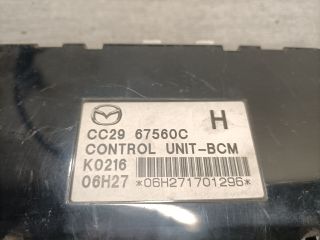 CC29 67560C H
CONTROL UNIT-BCM
K0216
06H27 *06H271701296*